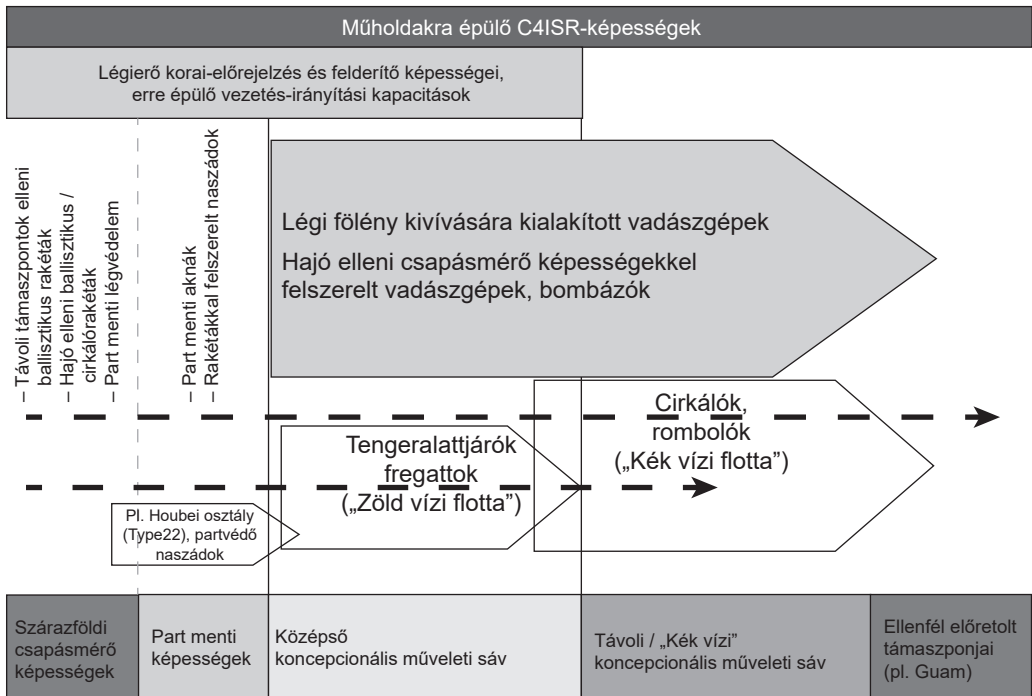 Műholdakra épülő C4ISR-képességek
Légierő korai-előrejelzés és felderítő képességei,
erre épülő vezetés-irányítási kapacitások
– Távoli támaszpontok elleni
ballisztikus rakéták
– Hajó elleni ballisztikus /
cirkálórakéták
– Part menti légvédelem
– Part menti aknák
– Rakétákkal felszerelt naszádok
Légi fölény kivívására kialakított vadászgépek
Hajó elleni csapásmérő képességekkel
felszerelt vadászgépek, bombázók
Cirkálók,
rombolók
(„Kék vízi flotta”)
Tengeralattjárók
fregattok
(„Zöld vízi flotta”)
Pl. Houbei osztály
(Type22), partvédő
naszádok
Szárazföldi
csapásmérő
képességek
Part menti
képességek
Középső
koncepcionális műveleti sáv
Távoli / „Kék vízi”
koncepcionális műveleti sáv
Ellenfél előretolt
támaszponjai
(pl. Guam)